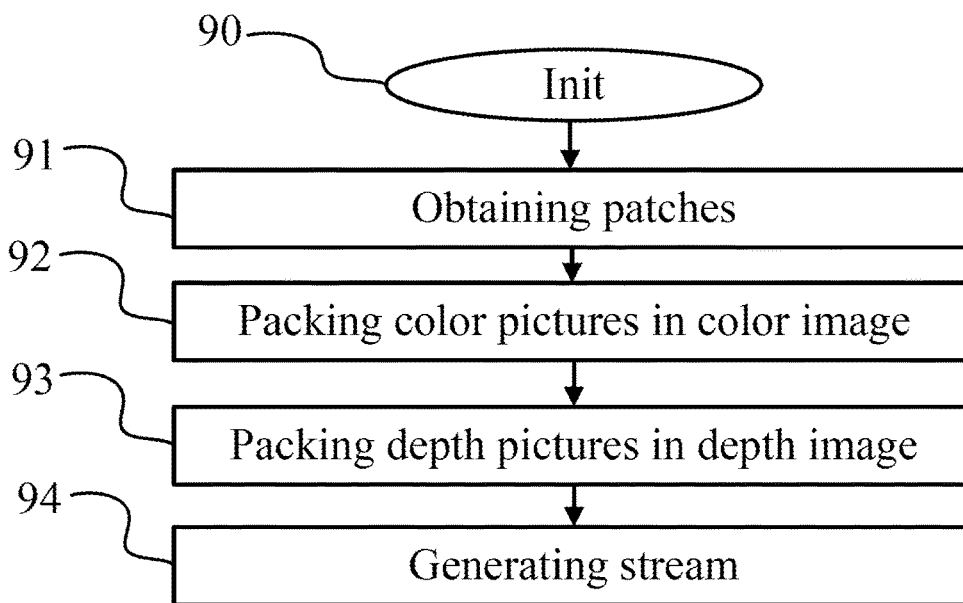 90
Init
91
Obtaining patches
92
Packing color pictures in color image
93
Packing depth pictures in depth image
94
Generating stream